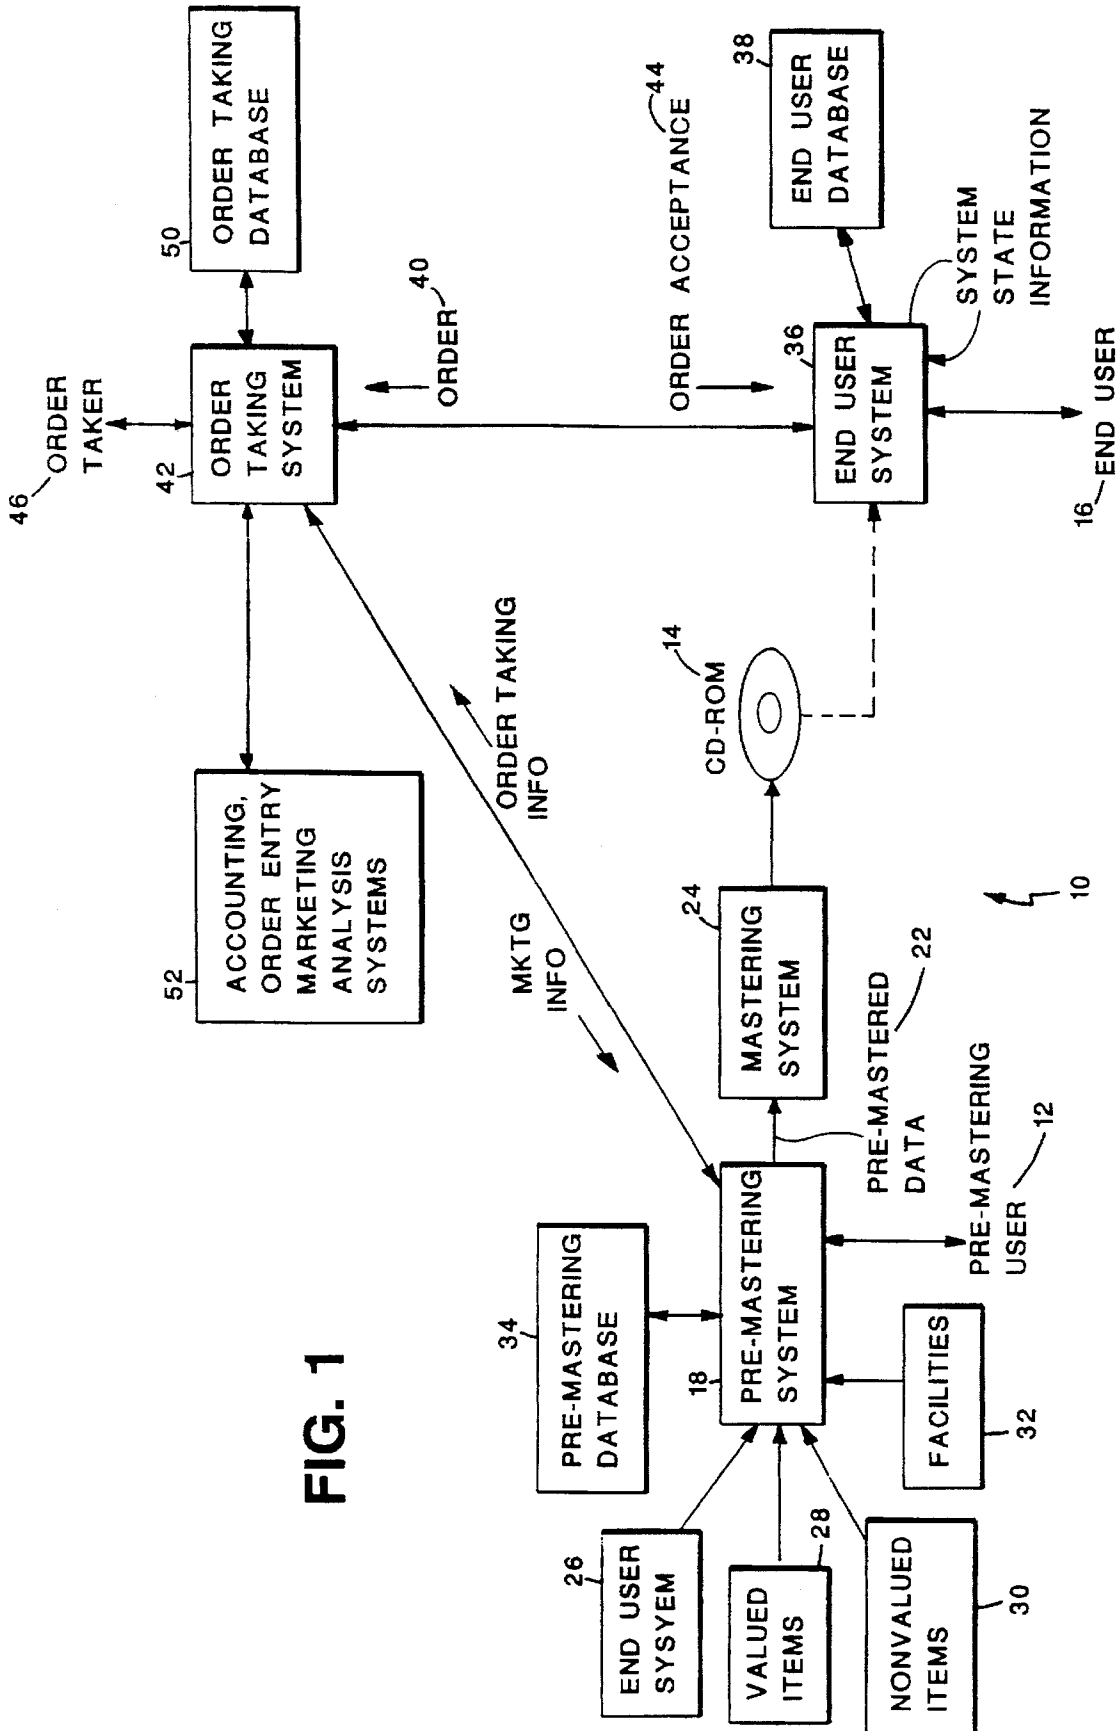 FIG. 1
46
ORDER
TAKER
42
ORDER
TAKING
SYSTEM
50
ORDER TAKING
DATABASE
52
ACCOUNTING,
ORDER ENTRY
MARKETING
ANALYSIS
SYSTEMS
ORDER
40
ORDER ACCEPTANCE
44
MKTG
INFO
ORDER TAKING
INFO
34
PRE-MASTERING
DATABASE
26
END USER
SYSYEM
VALUED
ITEMS
28
NONVALUED
ITEMS
30
18
PRE-MASTERING
SYSTEM
FACILITIES
32
PRE-MASTERING
USER
12
PRE-MASTERED
DATA
22
24
MASTERING
SYSTEM
CD-ROM
14
36
END USER
SYSTEM
38
END USER
DATABASE
SYSTEM
STATE
INFORMATION
16
END USER
10